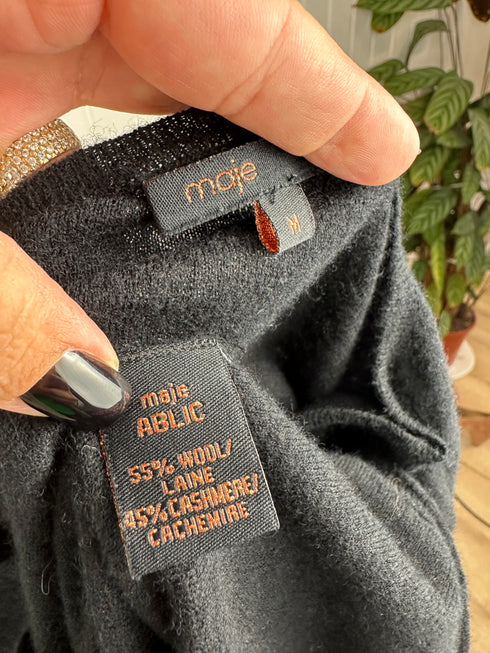 maje
M
maje
ABLIC
55% WOOL/
LAINE
45% CASHMERE/
CACHEMIRE